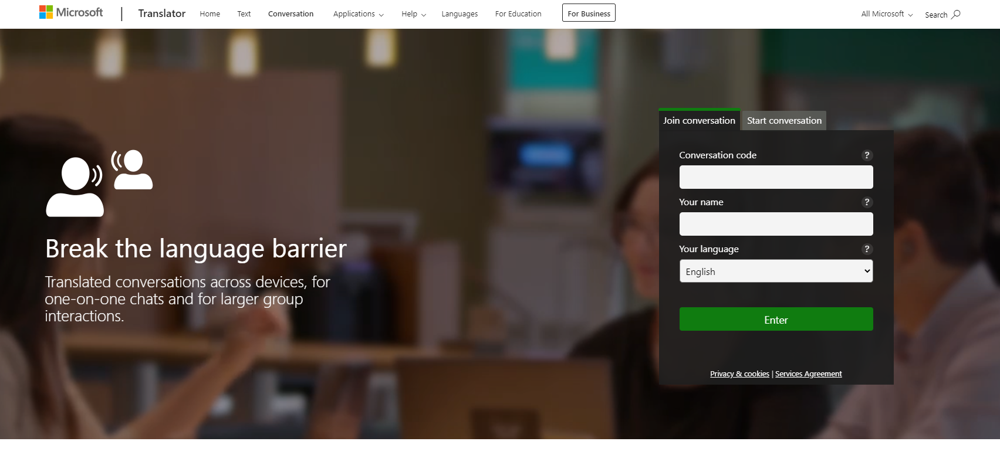 Microsoft
Translator
Home
Text
Conversation
Applications
Help
Languages
For Education
For Business
All Microsoft
Search
Join conversation
Start conversation
Conversation code
?
Your name
?
Your language
?
English
Enter
Privacy & cookies | Services Agreement
Break the language barrier
Translated conversations across devices, for
one-on-one chats and for larger group
interactions.